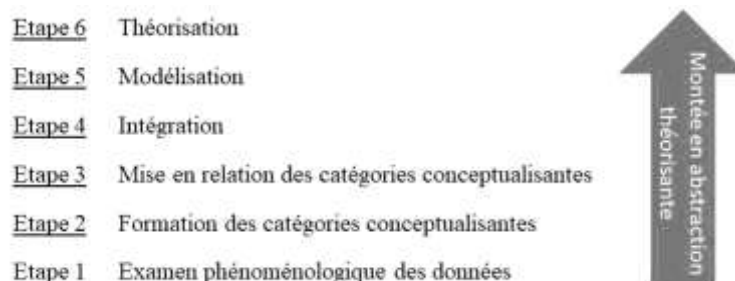 Etape 6 Théorisation
Etape 5 Modélisation
Etape 4 Intégration
Etape 3 Mise en relation des catégories conceptualisantes
Etape 2 Formation des catégories conceptualisantes
Etape 1 Examen phénoménologique des données
Montée en abstraction
théorisante